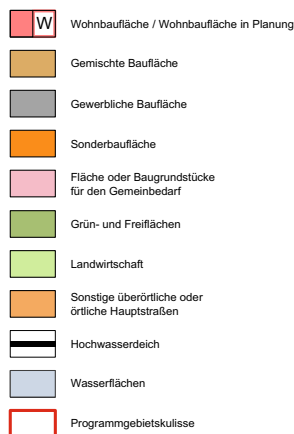 W
Wohnbaufläche / Wohnbaufläche in Planung
Gemischte Baufläche
Gewerbliche Baufläche
Sonderbaufläche
Fläche oder Baugrundstücke
für den Gemeinbedarf
Grün- und Freiflächen
Landwirtschaft
Sonstige überörtliche oder
örtliche Hauptstraßen
Hochwasserdeich
Wasserflächen
Programmgebietskulisse